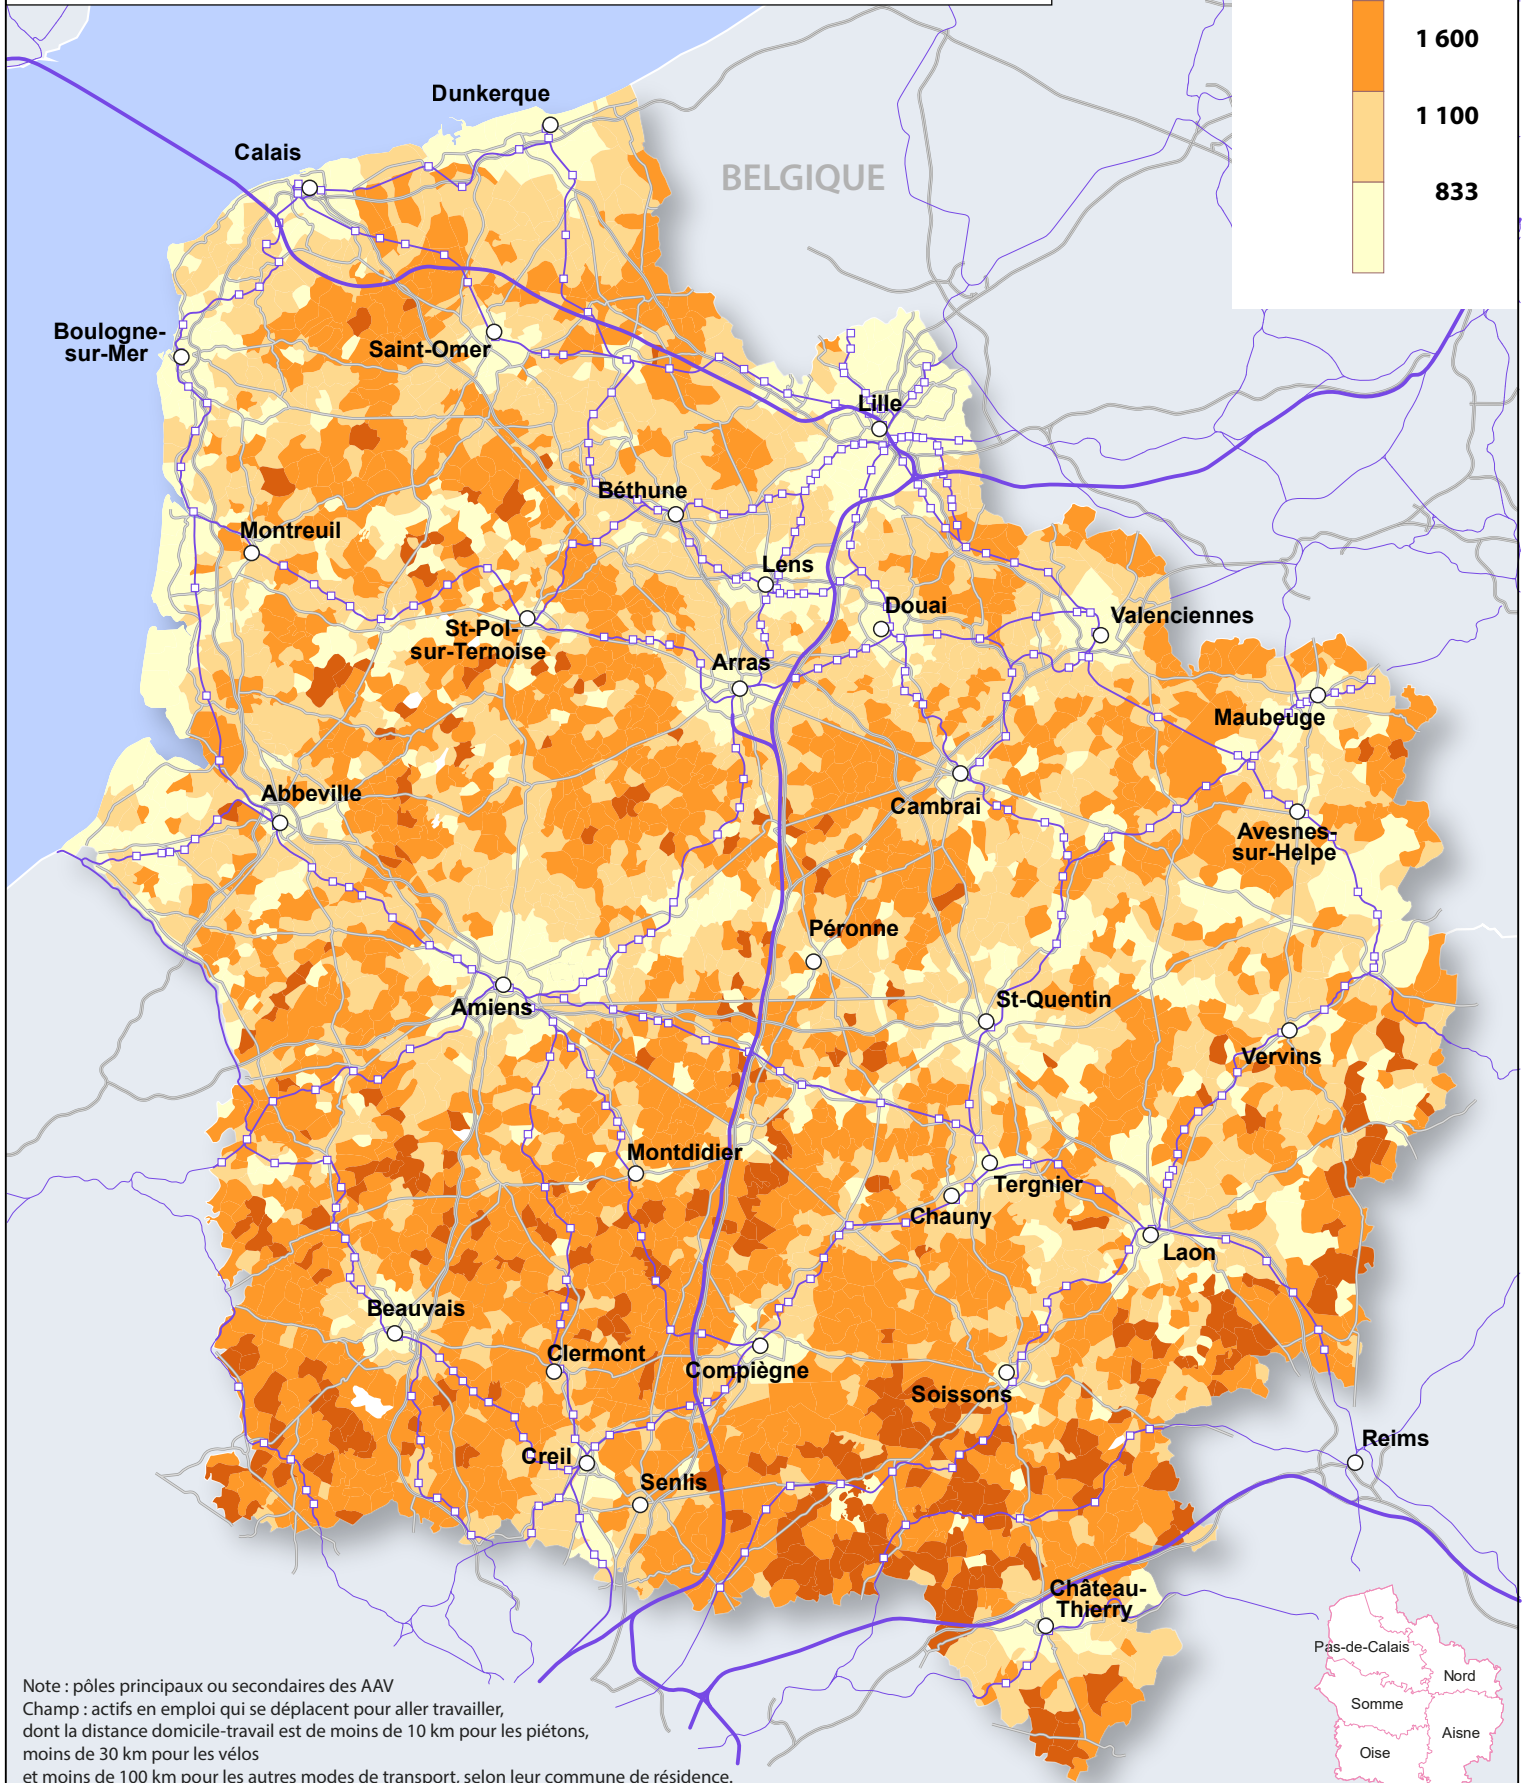 1 600
1 100
833
Dunkerque
Calais
BELGIQUE
Boulogne-
sur-Mer
Saint-Omer
Lille
Béthune
Montreuil
Lens
Douai
Valenciennes
St-Pol-
sur-Ternoise
Arras
Maubeuge
Abbeville
Cambrai
Avesnes-
sur-Helpe
Péronne
Amiens
St-Quentin
Vervins
Montdidier
Tergnier
Chauny
Laon
Beauvais
Clermont
Compiègne
Soissons
Creil
Reims
Senlis
Château-
Thierry
Pas-de-Calais
Nord
Somme
Aisne
Oise
Note : pôles principaux ou secondaires des AAV
Champ : actifs en emploi qui se déplacent pour aller travailler,
dont la distance domicile-travail est de moins de 10 km pour les piétons,
moins de 30 km pour les vélos
et moins de 100 km pour les autres modes de transport, selon leur commune de résidence.